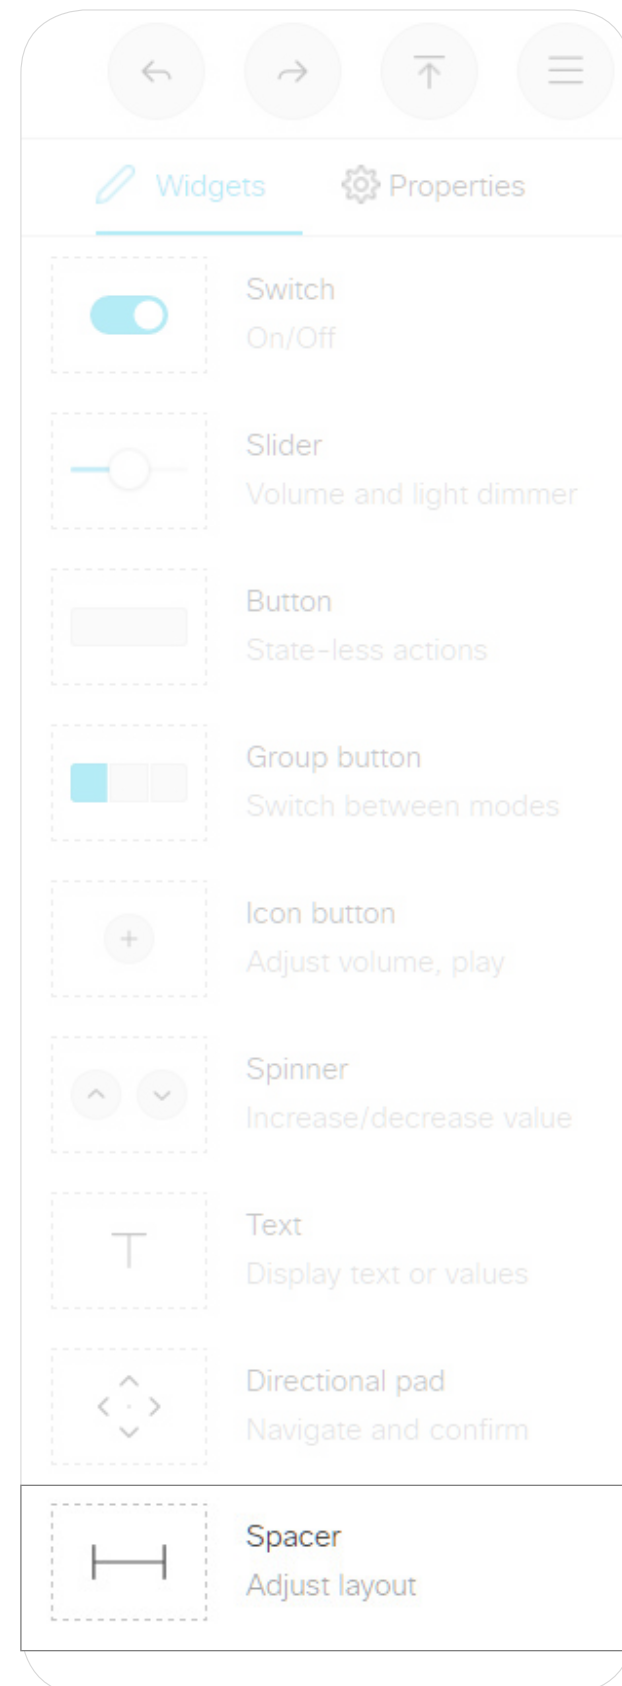 Widgets
Properties
Switch
On/Off
Slider
Volume and light dimmer
Button
State-less actions
Group button
Switch between modes
Icon button
Adjust volume, play
Spinner
Increase/decrease value
Text
Display text or values
Directional pad
Navigate and confirm
Spacer
Adjust layout